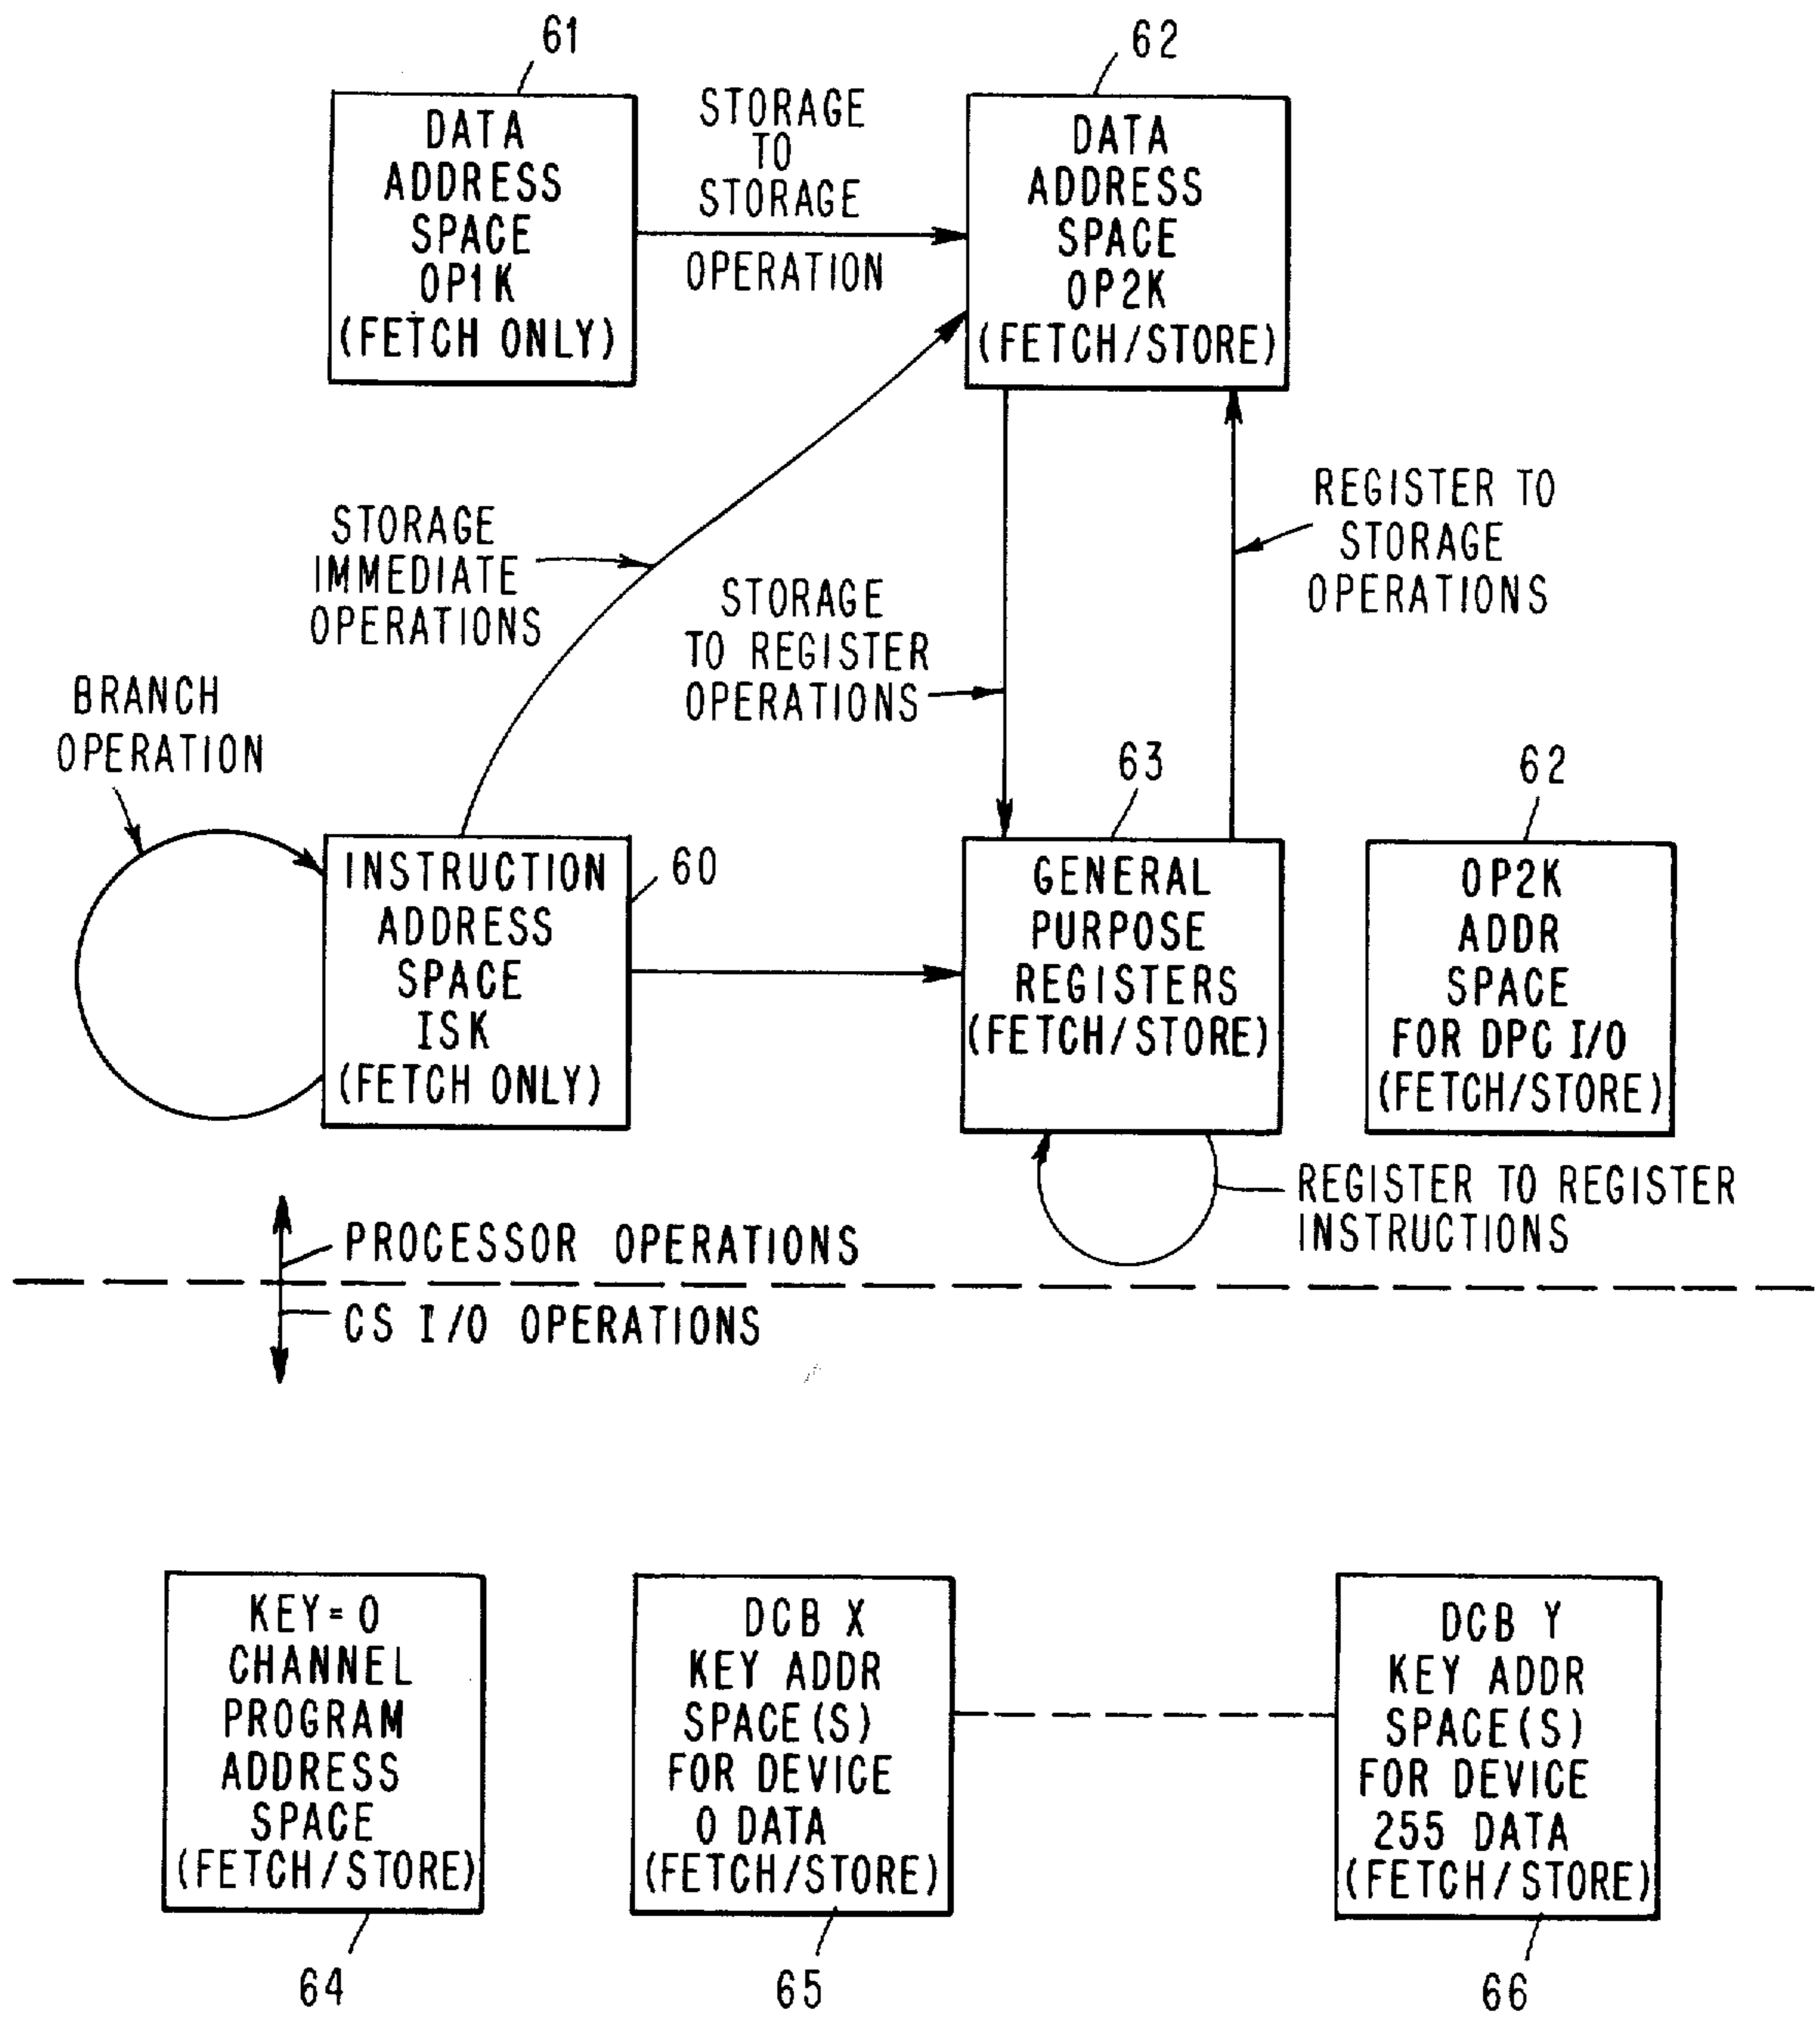 61
DATA
ADDRESS
SPACE
OP1K
(FETCH ONLY)
STORAGE
TO
STORAGE
OPERATION
62
DATA
ADDRESS
SPACE
OP2K
(FETCH/STORE)
STORAGE
IMMEDIATE
OPERATIONS
STORAGE
TO REGISTER
OPERATIONS
REGISTER TO
STORAGE
OPERATIONS
BRANCH
OPERATION
INSTRUCTION
ADDRESS
SPACE
ISK
(FETCH ONLY)
60
63
GENERAL
PURPOSE
REGISTERS
(FETCH/STORE)
62
OP2K
ADDR
SPACE
FOR DPC I/O
(FETCH/STORE)
REGISTER TO REGISTER
INSTRUCTIONS
PROCESSOR OPERATIONS
CS I/O OPERATIONS
KEY=0
CHANNEL
PROGRAM
ADDRESS
SPACE
(FETCH/STORE)
64
DCB X
KEY ADDR
SPACE(S)
FOR DEVICE
0 DATA
(FETCH/STORE)
65
DCB Y
KEY ADDR
SPACE(S)
FOR DEVICE
255 DATA
(FETCH/STORE)
66